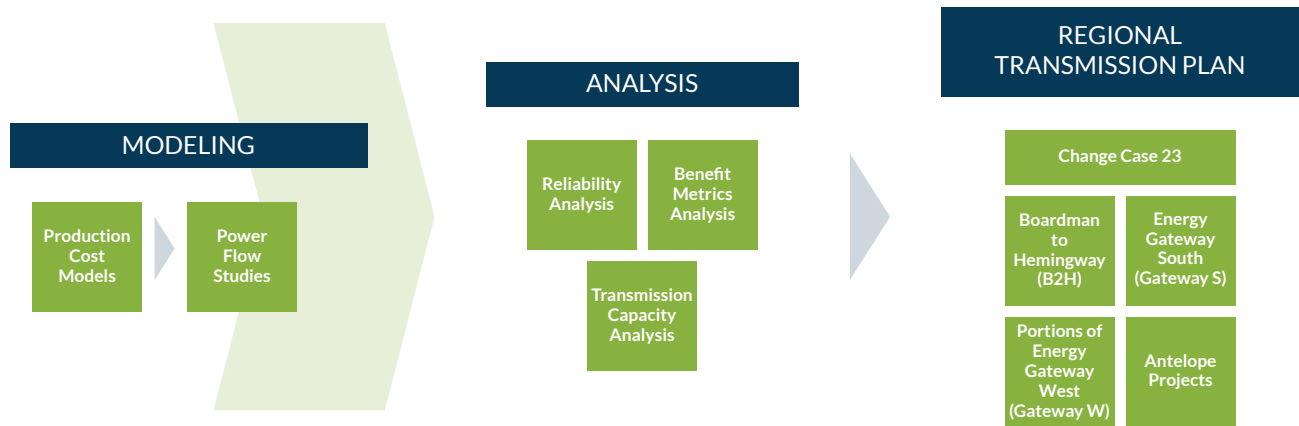 MODELING
Production
Cost
Models
Power
Flow
Studies
ANALYSIS
Reliability
Analysis
Benefit
Metrics
Analysis
Transmission
Capacity
Analysis
REGIONAL
TRANSMISSION PLAN
Change Case 23
Boardman
to
Hemingway
(B2H)
Energy
Gateway
South
(Gateway S)
Portions of
Energy
Gateway
West
(Gateway W)
Antelope
Projects